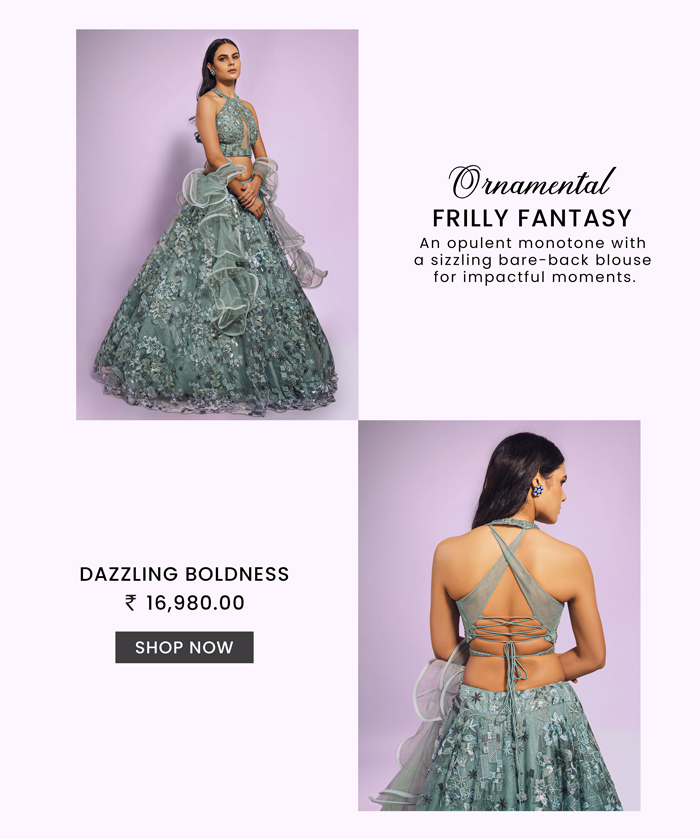 Ornamental
FRILLY FANTASY
An opulent monotone with
a sizzling bare-back blouse
for impactful moments.
DAZZLING BOLDNESS
₹ 16,980.00
SHOP NOW